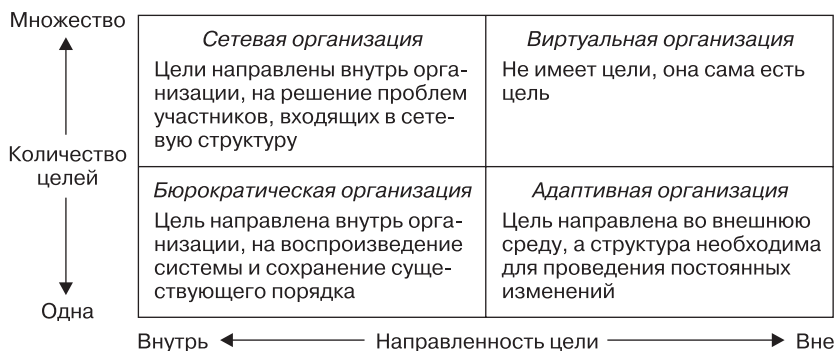 Множество
Сетевая организация
Цели направлены внутрь орга-
низации, на решение проблем
участников, входящих в сете-
вую структуру
Виртуальная организация
Не имеет цели, она сама есть
цель
Количество
целей
Бюрократическая организация
Цель направлена внутрь орга-
низации, на воспроизведение
системы и сохранение суще-
ствующего порядка
Адаптивная организация
Цель направлена во внешнюю
среду, а структура необходима
для проведения постоянных
изменений
Одна
Внутрь Направленность цели Вне